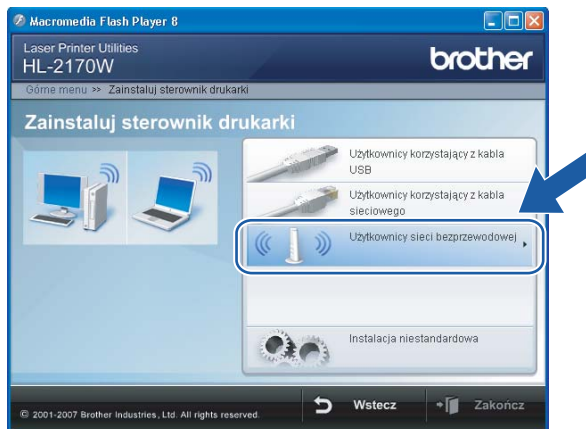 Macromedia Flash Player 8
Laser Printer Utilities
HL-2170W
brother
Górne menu >> Zainstaluj sterownik drukarki
Zainstaluj sterownik drukarki
Użytkownicy korzystający z kabla
USB
Użytkownicy korzystający z kabla
sieciowego
Użytkownicy sieci bezprzewodowej
Instalacja niestandardowa
© 2001-2007 Brother Industries, Ltd. All rights reserved.
Wstecz
Zakończ